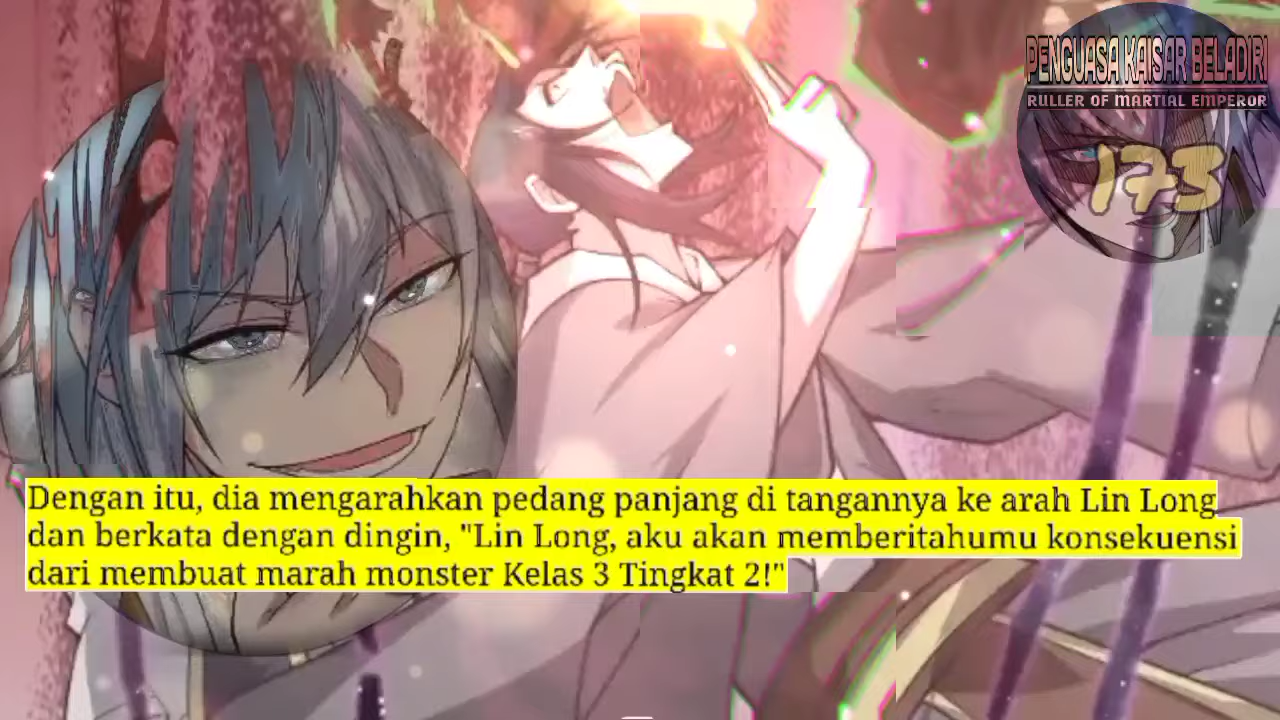 PENGUASA KAISAR BELADIRI
RULLER OF MARTIAL EMPEROR
173
Dengan itu, dia mengarahkan pedang panjang di tangannya ke arah Lin Long
dan berkata dengan dingin, "Lin Long, aku akan memberitahumu konsekuensi
dari membuat marah monster Kelas 3 Tingkat 2!"